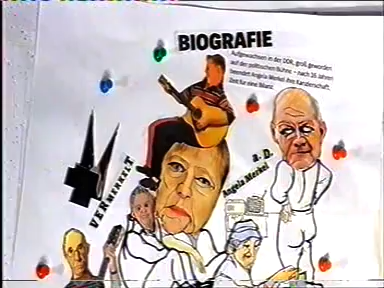 BIOGRAFIE
Aufgewachsen in der DDR, groß geworden
auf der politischen Bühne – nach 16 Jahren
beendet Angela Merkel ihre Kanzlerschaft.
Zeit für eine Bilanz.
a. D.
Angela Merkel
VERMERKELT